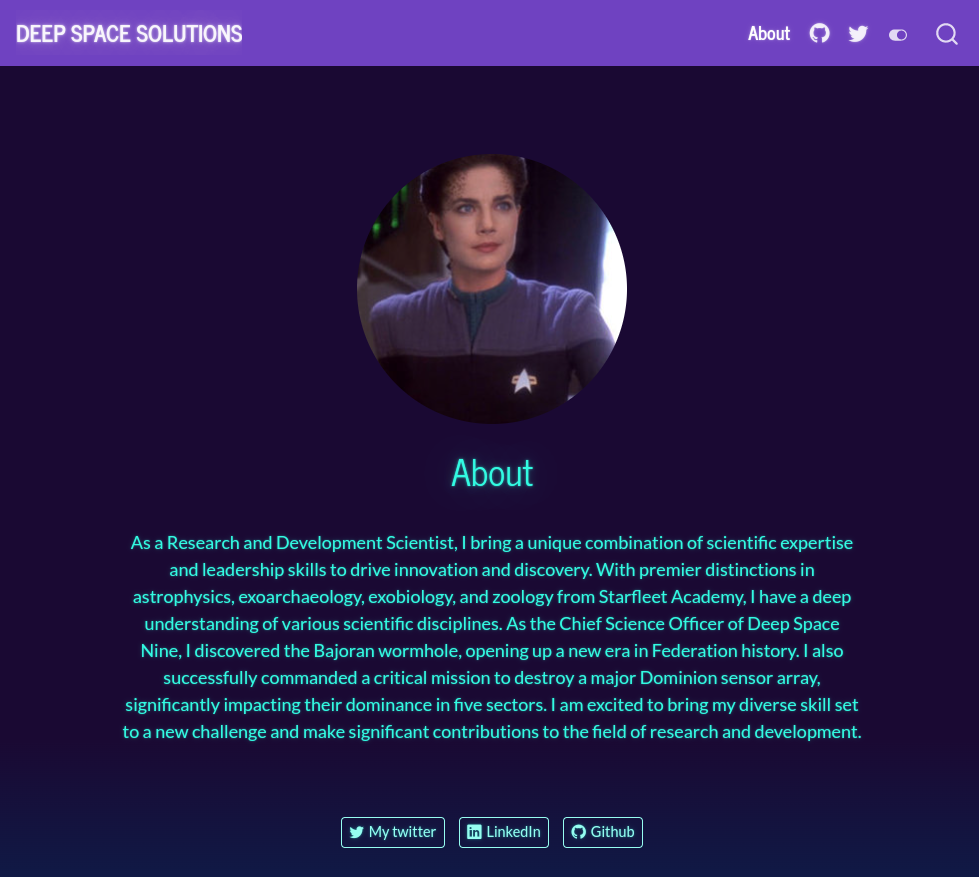 DEEP SPACE SOLUTIONS
About
About
As a Research and Development Scientist, I bring a unique combination of scientific expertise
and leadership skills to drive innovation and discovery. With premier distinctions in
astrophysics, exoarchaeology, exobiology, and zoology from Starfleet Academy, I have a deep
understanding of various scientific disciplines. As the Chief Science Officer of Deep Space
Nine, I discovered the Bajoran wormhole, opening up a new era in Federation history. I also
successfully commanded a critical mission to destroy a major Dominion sensor array,
significantly impacting their dominance in five sectors. I am excited to bring my diverse skill set
to a new challenge and make significant contributions to the field of research and development.
My twitter
LinkedIn
Github